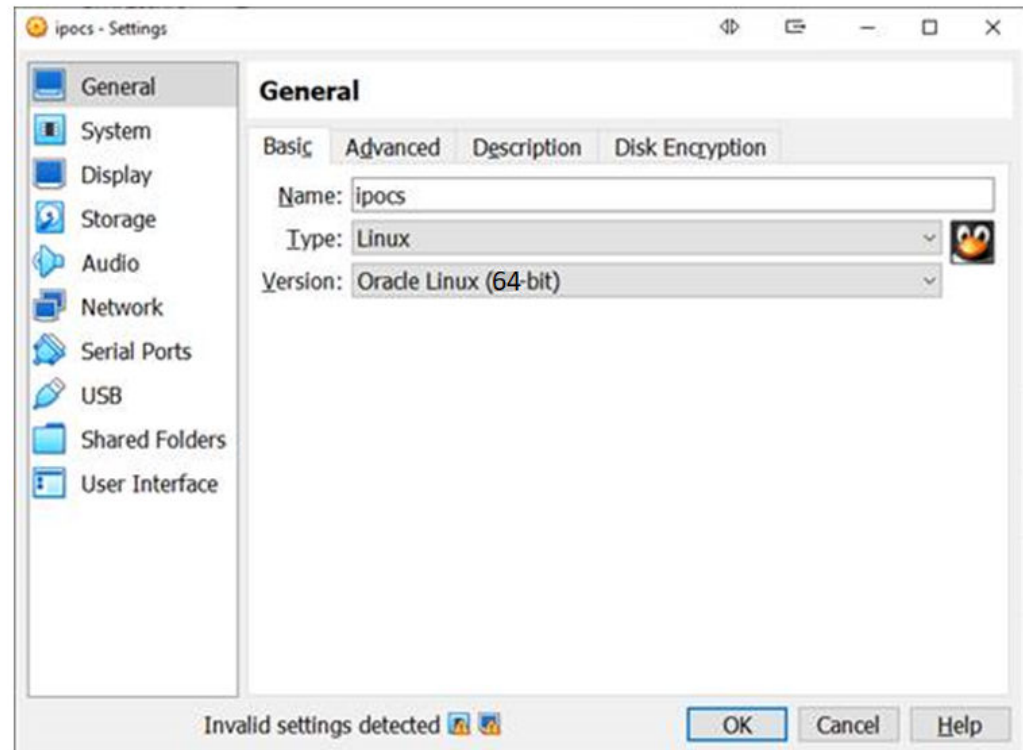 ipocs - Settings
General
System
Display
Storage
Audio
Network
Serial Ports
USB
Shared Folders
User Interface
General
Basic Advanced Description Disk Encryption
Name: ipocs
Type: Linux
Version: Oracle Linux (64-bit)
Invalid settings detected
OK Cancel Help